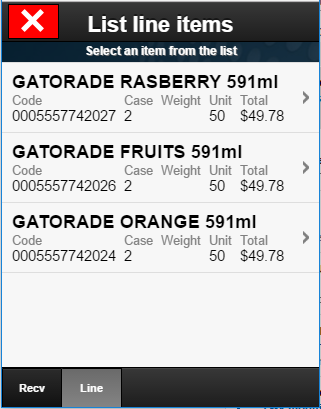 List line items
Select an item from the list
GATORADE RASBERRY 591ml
Code Case Weight Unit Total
0005557742027 2 50 $49.78
GATORADE FRUITS 591ml
Code Case Weight Unit Total
0005557742026 2 50 $49.78
GATORADE ORANGE 591ml
Code Case Weight Unit Total
0005557742024 2 50 $49.78
Recv Line